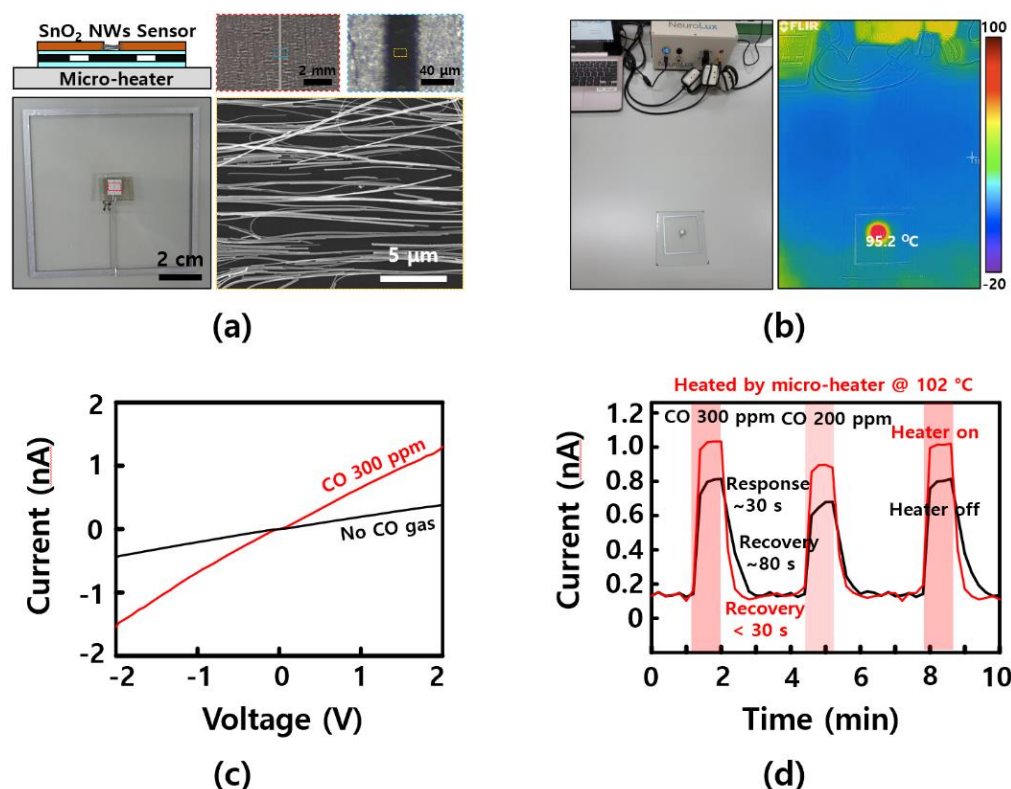 SnO₂ NWs Sensor
Micro-heater
2 mm
40 μm
2 cm
5 μm
(a)
NeuroLux
FLIR
100
-20
95.2 ᴼC
(b)
Current (nA)
2
1
0
-1
-2
-2
-1
0
1
2
CO 300 ppm
No CO gas
Voltage (V)
(c)
Heated by micro-heater @ 102 °C
Current (nA)
1.2
1.0
0.8
0.6
0.4
0.2
0
CO 300 ppm
CO 200 ppm
Heater on
Response
~30 s
Heater off
Recovery
~80 s
Recovery
< 30 s
0
2
4
6
8
10
Time (min)
(d)